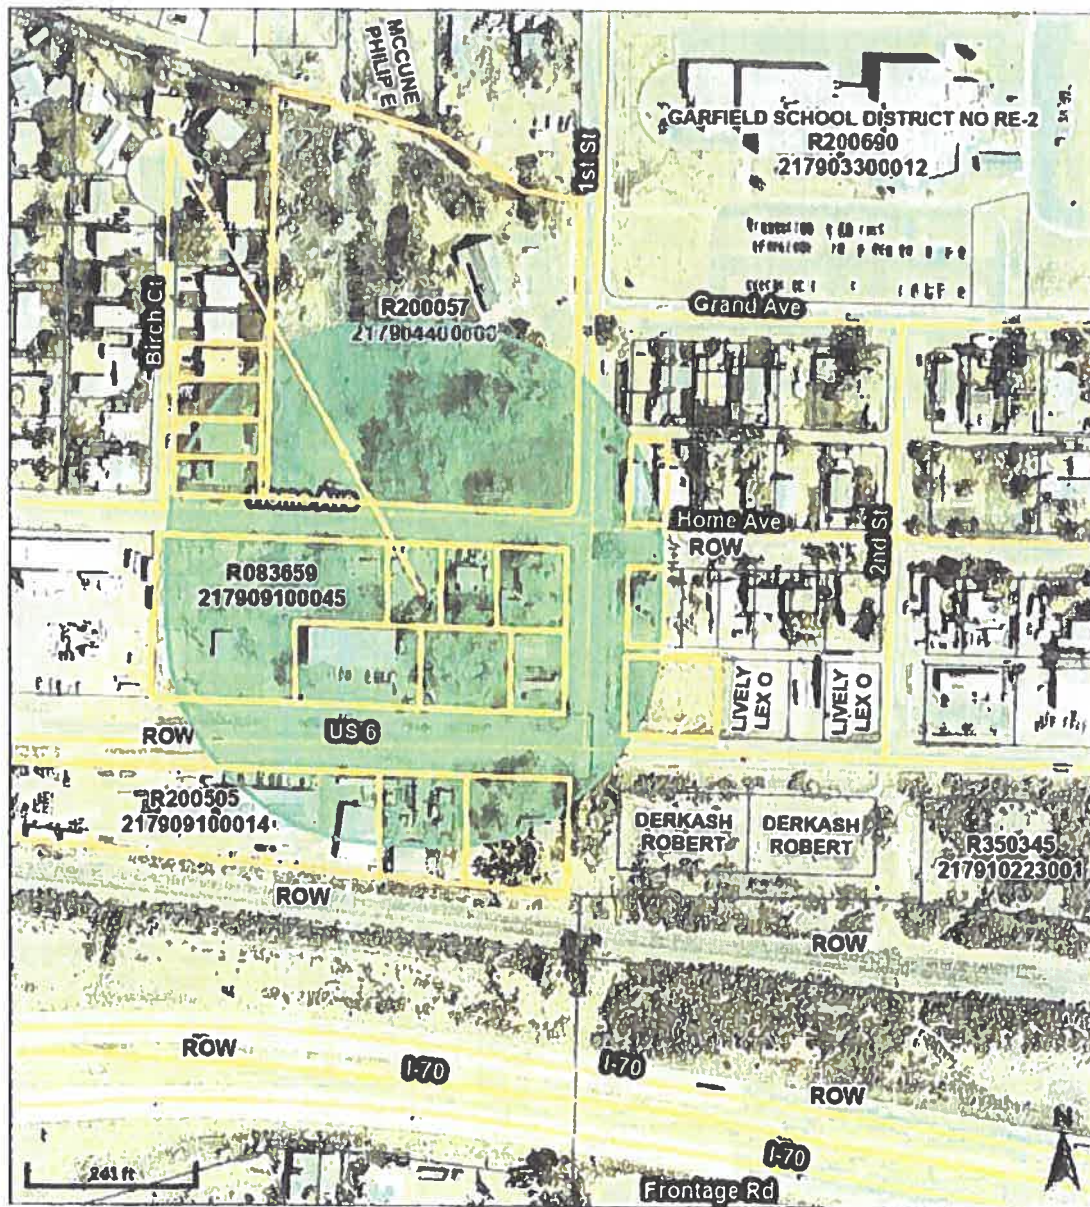 MCCUNE
PHILIP E
GARFIELD SCHOOL DISTRICT NO RE-2
R200690
217903300012
1st St
Birch Ct
R200057
Grand Ave
Home Ave
ROW
2nd St
R083659
217909100045
LIVELY
LEX O
LIVELY
LEX O
US 6
ROW
R200505
217909100014
DERKASH
ROBERT
DERKASH
ROBERT
R350345
217910223001
ROW
ROW
ROW
I-70
I-70
ROW
I-70
N
Frontage Rd